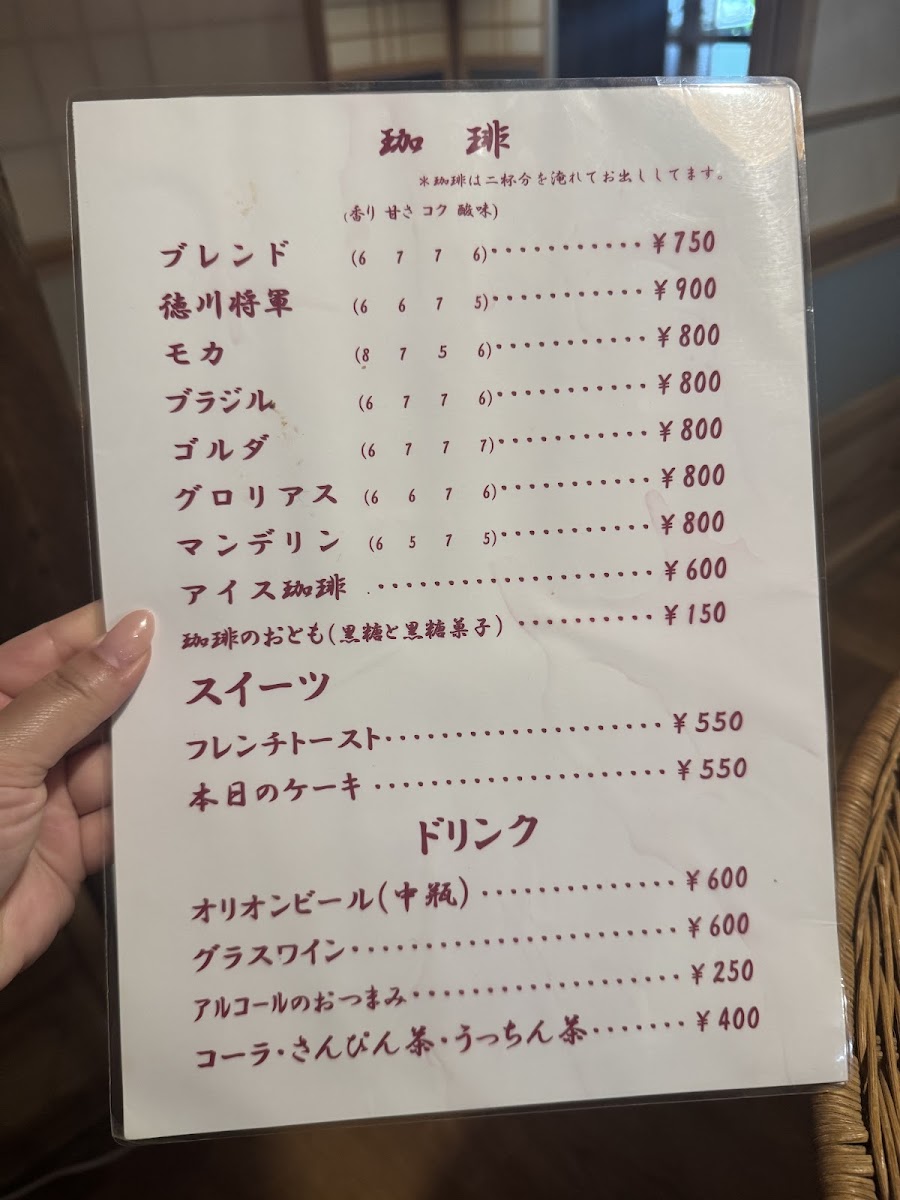 珈 琲
＊珈琲は二杯分を淹れてお出ししてます。
(香り 甘さ コク 酸味)
ブレンド (6 7 7 6)・・・・・・・・・・・¥750
徳川将軍 (6 6 7 5)・・・・・・・・・・・¥900
モカ (8 7 5 6)・・・・・・・・・・・¥800
ブラジル (6 7 7 6)・・・・・・・・・・・¥800
ゴルダ (6 7 7 7)・・・・・・・・・・・¥800
グロリアス (6 6 7 6)・・・・・・・・・・・¥800
マンデリン (6 5 7 5)・・・・・・・・・・・¥800
アイス珈琲 ・・・・・・・・・・・・・・・・・・・・¥600
珈琲のおとも(黒糖と黒糖菓子) ・・・・・・・・・・¥150
スイーツ
フレンチトースト・・・・・・・・・・・・・・・・・・・・¥550
本日のケーキ ・・・・・・・・・・・・・・・・・・・・・¥550
ドリンク
オリオンビール(中瓶) ・・・・・・・・・・・・・・¥600
グラスワイン・・・・・・・・・・・・・・・・・・・・・・・¥600
アルコールのおつまみ・・・・・・・・・・・・・・・・・・・¥250
コーラ・さんぴん茶・うっちん茶・・・・・・・¥400